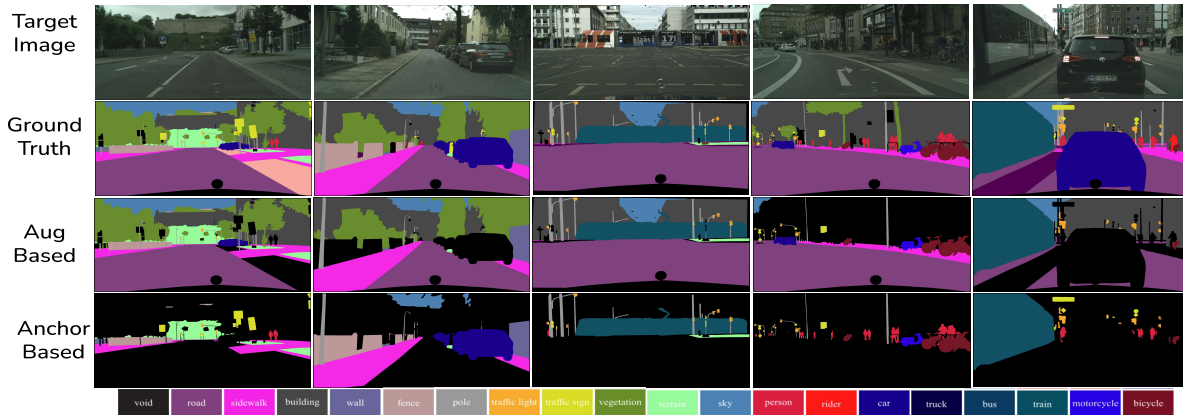 Target
Image
Ground
Truth
Aug
Based
Anchor
Based
void road sidewalk building wall fence pole traffic light traffic sign vegetation terrain sky person rider car truck bus train motorcycle bicycle